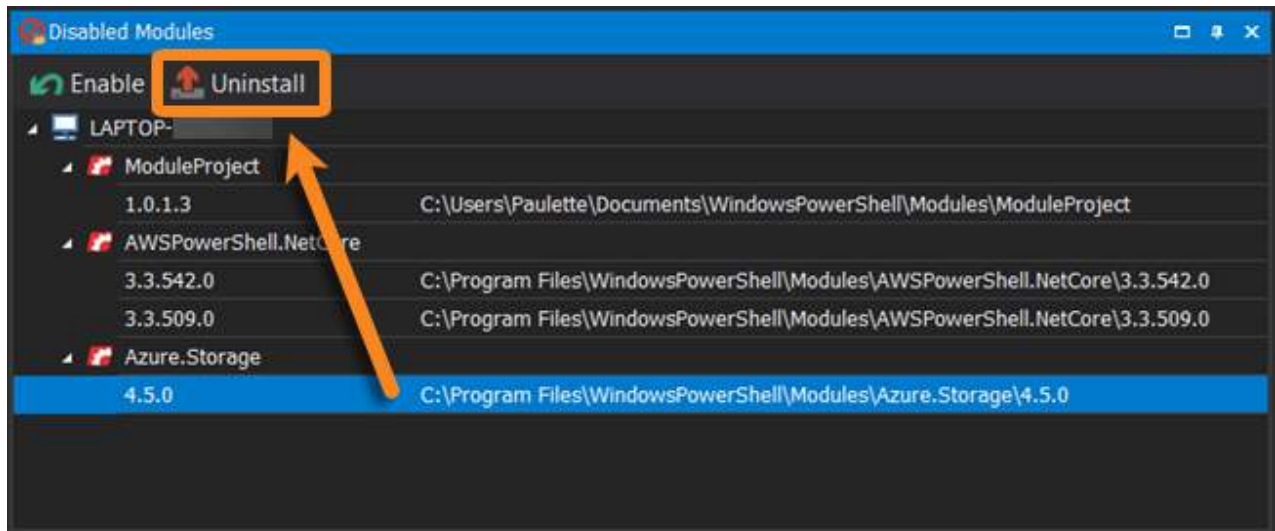 Disabled Modules
Enable Uninstall
LAPTOP-
ModuleProject
1.0.1.3 C:\Users\Paulette\Documents\WindowsPowerShell\Modules\ModuleProject
AWSPowerShell.NetCore
3.3.542.0 C:\Program Files\WindowsPowerShell\Modules\AWSPowerShell.NetCore\3.3.542.0
3.3.509.0 C:\Program Files\WindowsPowerShell\Modules\AWSPowerShell.NetCore\3.3.509.0
Azure.Storage
4.5.0 C:\Program Files\WindowsPowerShell\Modules\Azure.Storage\4.5.0